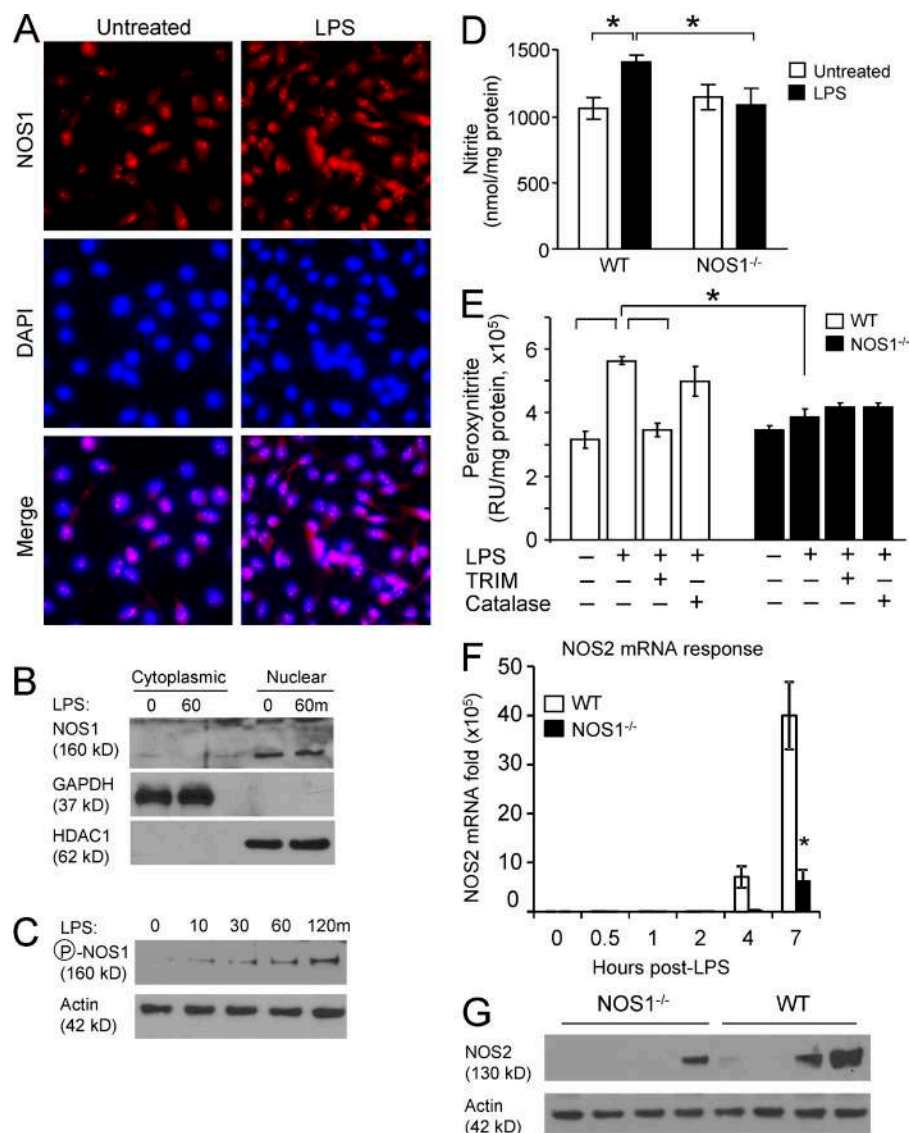 A
Untreated LPS
NOS1
DAPI
Merge
B
Cytoplasmic Nuclear
LPS: 0 60 0 60m
NOS1
(160 kD)
GAPDH
(37 kD)
HDAC1
(62 kD)
C
LPS: 0 10 30 60 120m
Ⓟ-NOS1
(160 kD)
Actin
(42 kD)
D
* *
1500
1000
500
0
Nitrite
(nmol/mg protein)
Untreated
LPS
WT NOS1-/-
E
*
WT
NOS1-/-
Peroxynitrite
(RU/mg protein, x10⁵)
6
4
2
0
LPS – + + + – + + +
TRIM – – + – – – + –
Catalase – – – + – – – +
F
NOS2 mRNA response
50
40
30
20
10
0
NOS2 mRNA fold (x10⁵)
WT
NOS1-/-
*
0 0.5 1 2 4 7
Hours post-LPS
G
NOS1-/- WT
NOS2
(130 kD)
Actin
(42 kD)